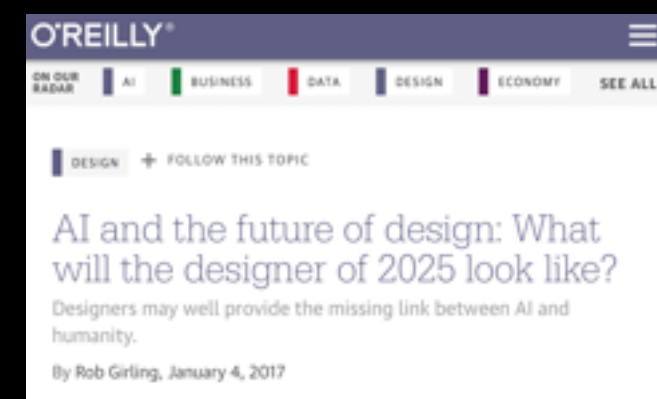 O'REILLY®
ON OUR RADAR AI BUSINESS DATA DESIGN ECONOMY SEE ALL
DESIGN + FOLLOW THIS TOPIC
AI and the future of design: What
will the designer of 2025 look like?
Designers may well provide the missing link between AI and
humanity.
By Rob Girling, January 4, 2017